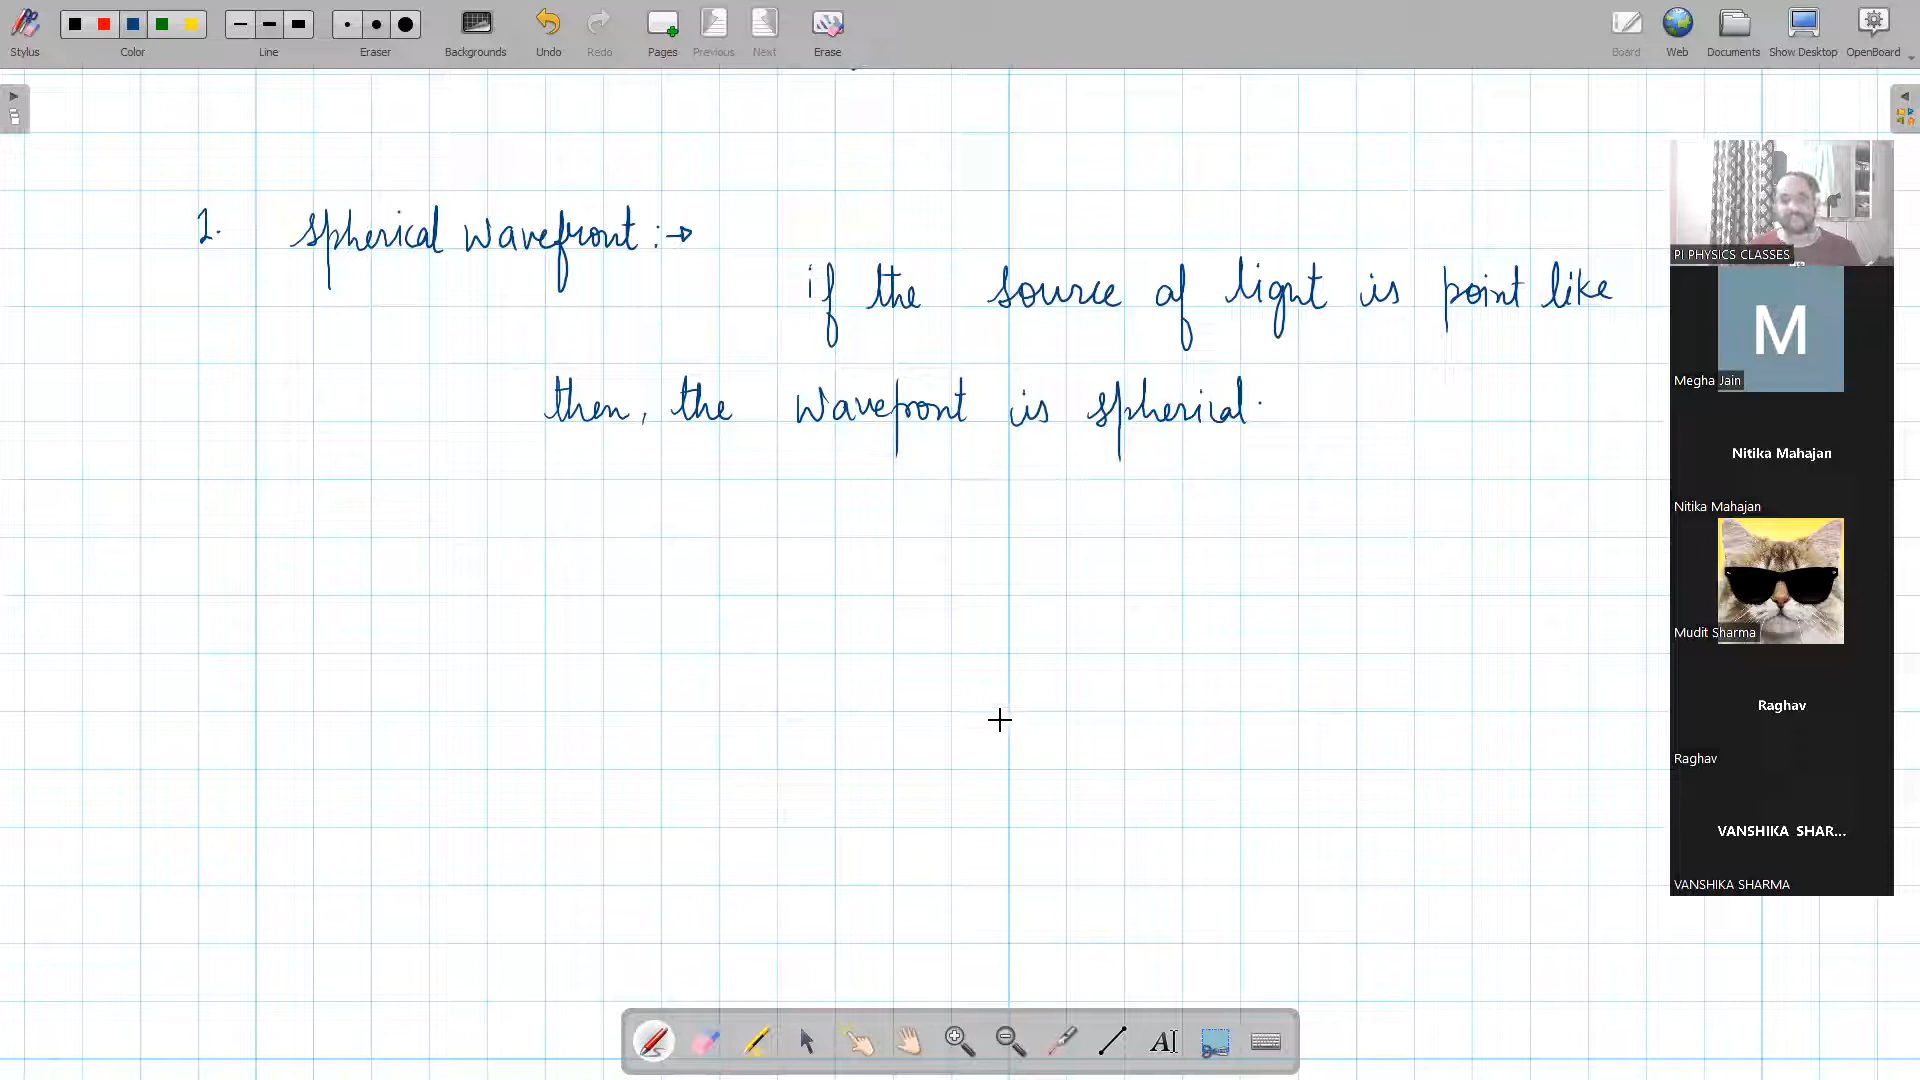 Stylus
Color
Line
Eraser
Backgrounds
Undo
Redo
Pages
Previous
Next
Erase
Board
Web
Documents
Show Desktop
OpenBoard
1. Spherical Wavefront :→
if the source of light is point like
then, the wavefront is spherical.
PI PHYSICS CLASSES
M
Megha Jain
Nitika Mahajan
Nitika Mahajan
Mudit Sharma
Raghav
Raghav
VANSHIKA SHAR...
VANSHIKA SHARMA
AI